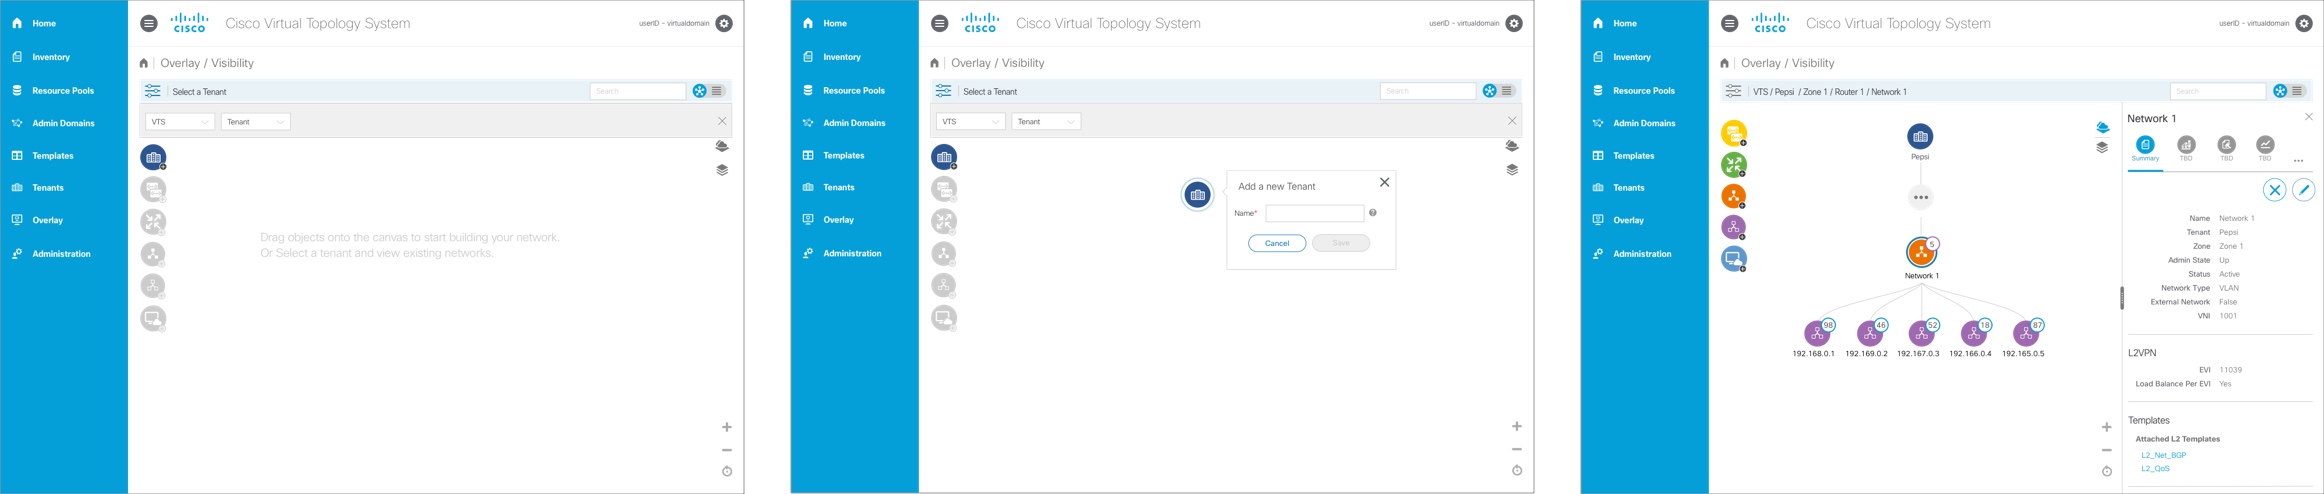 Home
Inventory
Resource Pools
Admin Domains
Templates
Tenants
Overlay
Administration
CISCO
Cisco Virtual Topology System
userID - virtualdomain
Overlay / Visibility
Select a Tenant
Search
VTS
Tenant
Drag objects onto the canvas to start building your network.
Or Select a tenant and view existing networks.
Home
Inventory
Resource Pools
Admin Domains
Templates
Tenants
Overlay
Administration
CISCO
Cisco Virtual Topology System
userID - virtualdomain
Overlay / Visibility
Select a Tenant
Search
VTS
Tenant
Add a new Tenant
Name*
Cancel
Save
Home
Inventory
Resource Pools
Admin Domains
Templates
Tenants
Overlay
Administration
CISCO
Cisco Virtual Topology System
userID - virtualdomain
Overlay / Visibility
VTS / Pepsi / Zone 1 / Router 1 / Network 1
Search
Pepsi
5
Network 1
98
46
52
18
87
192.168.0.1
192.169.0.2
192.167.0.3
192.166.0.4
192.165.0.5
Network 1
Summary
TBD
TBD
TBD
Name Network 1
Tenant Pepsi
Zone Zone 1
Admin State Up
Status Active
Network Type VLAN
External Network False
VNI 1001
L2VPN
EVI 11039
Load Balance Per EVI Yes
Templates
Attached L2 Templates
L2_Net_BGP
L2_QoS